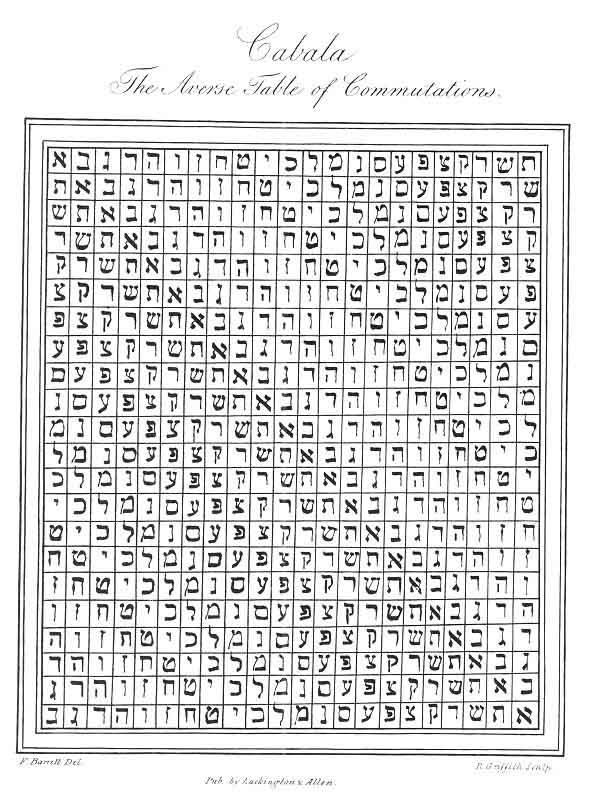 Cabala
The Averse Table of Commutations.
ת ש ר ק צ פ ע ס נ מ ל כ י ט ח ז ו ה ד ג ב א
ש ר ק צ פ ע ס נ מ ל כ י ט ח ז ו ה ד ג ב א ת
ר ק צ פ ע ס נ מ ל כ י ט ח ז ו ה ד ג ב א ת ש
ק צ פ ע ס נ מ ל כ י ט ח ז ו ה ד ג ב א ת ש ר
צ פ ע ס נ מ ל כ י ט ח ז ו ה ד ג ב א ת ש ר ק
פ ע ס נ מ ל כ י ט ח ז ו ה ד ג ב א ת ש ר ק צ
ע ס נ מ ל כ י ט ח ז ו ה ד ג ב א ת ש ר ק צ פ
ס נ מ ל כ י ט ח ז ו ה ד ג ב א ת ש ר ק צ פ ע
נ מ ל כ י ט ח ז ו ה ד ג ב א ת ש ר ק צ פ ע ס
מ ל כ י ט ח ז ו ה ד ג ב א ת ש ר ק צ פ ע ס נ
ל כ י ט ח ז ו ה ד ג ב א ת ש ר ק צ פ ע ס נ מ
כ י ט ח ז ו ה ד ג ב א ת ש ר ק צ פ ע ס נ מ ל
י ט ח ז ו ה ד ג ב א ת ש ר ק צ פ ע ס נ מ ל כ
ט ח ז ו ה ד ג ב א ת ש ר ק צ פ ע ס נ מ ל כ י
ח ז ו ה ד ג ב א ת ש ר ק צ פ ע ס נ מ ל כ י ט
ז ו ה ד ג ב א ת ש ר ק צ פ ע ס נ מ ל כ י ט ח
ו ה ד ג ב א ת ש ר ק צ פ ע ס נ מ ל כ י ט ח ז
ה ד ג ב א ת ש ר ק צ פ ע ס נ מ ל כ י ט ח ז ו
ד ג ב א ת ש ר ק צ פ ע ס נ מ ל כ י ט ח ז ו ה
ג ב א ת ש ר ק צ פ ע ס נ מ ל כ י ט ח ז ו ה ד
ב א ת ש ר ק צ פ ע ס נ מ ל כ י ט ח ז ו ה ד ג
א ת ש ר ק צ פ ע ס נ מ ל כ י ט ח ז ו ה ד ג ב
F. Barrett Del.
R. Griffith Sculp.
Pub. by Lackington & Allen.